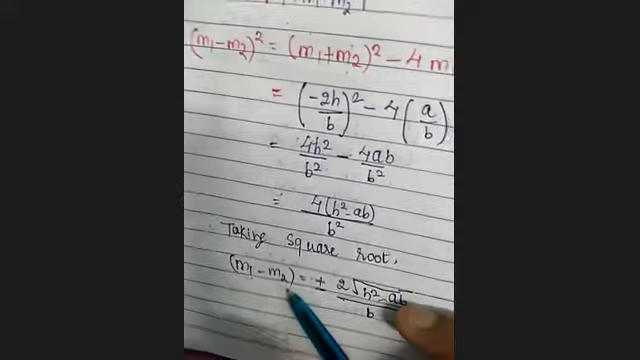 (m₁-m₂)² = (m₁+m₂)² - 4 m
= (-2h/b)² - 4(a/b)
= 4h²/b² - 4ab/b²
= 4(h²-ab)/b²
Taking Square root,
(m₁-m₂) = ± 2√(h²-ab)/b